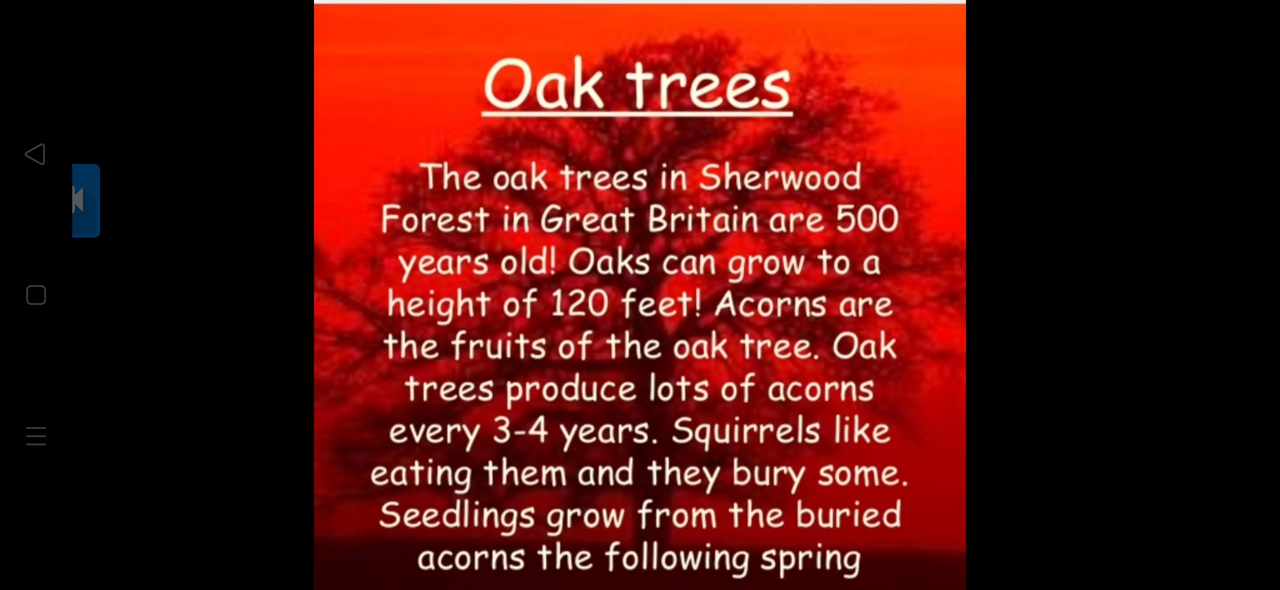 Oak trees
The oak trees in Sherwood
Forest in Great Britain are 500
years old! Oaks can grow to a
height of 120 feet! Acorns are
the fruits of the oak tree. Oak
trees produce lots of acorns
every 3-4 years. Squirrels like
eating them and they bury some.
Seedlings grow from the buried
acorns the following spring